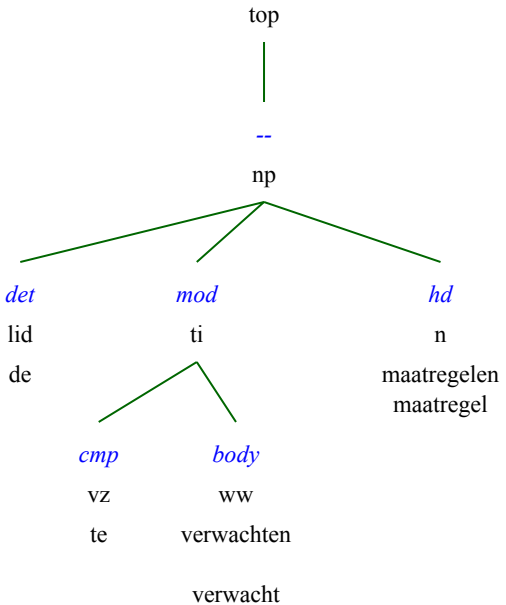 top
--
np
det mod hd
lid ti n
de maatregelen
maatregel
cmp body
vz ww
te verwachten
verwacht